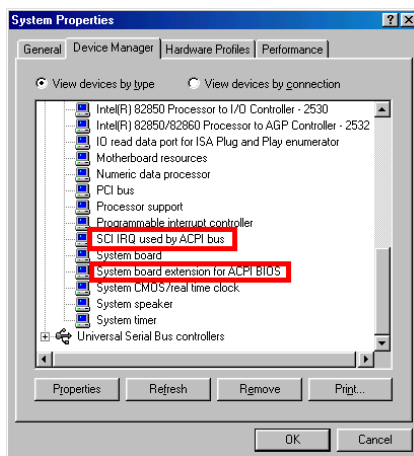 System Properties
General
Device Manager
Hardware Profiles
Performance
View devices by type
View devices by connection
Intel(R) 82850 Processor to I/O Controller - 2530
Intel(R) 82850/82860 Processor to AGP Controller - 2532
IO read data port for ISA Plug and Play enumerator
Motherboard resources
Numeric data processor
PCI bus
Processor support
Programmable interrupt controller
SCI IRQ used by ACPI bus
System board
System board extension for ACPI BIOS
System CMOS/real time clock
System speaker
System timer
Universal Serial Bus controllers
Properties
Refresh
Remove
Print...
OK
Cancel